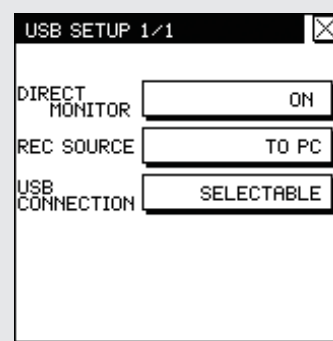 USB SETUP 1/1
DIRECT
MONITOR
ON
REC SOURCE
TO PC
USB
CONNECTION
SELECTABLE